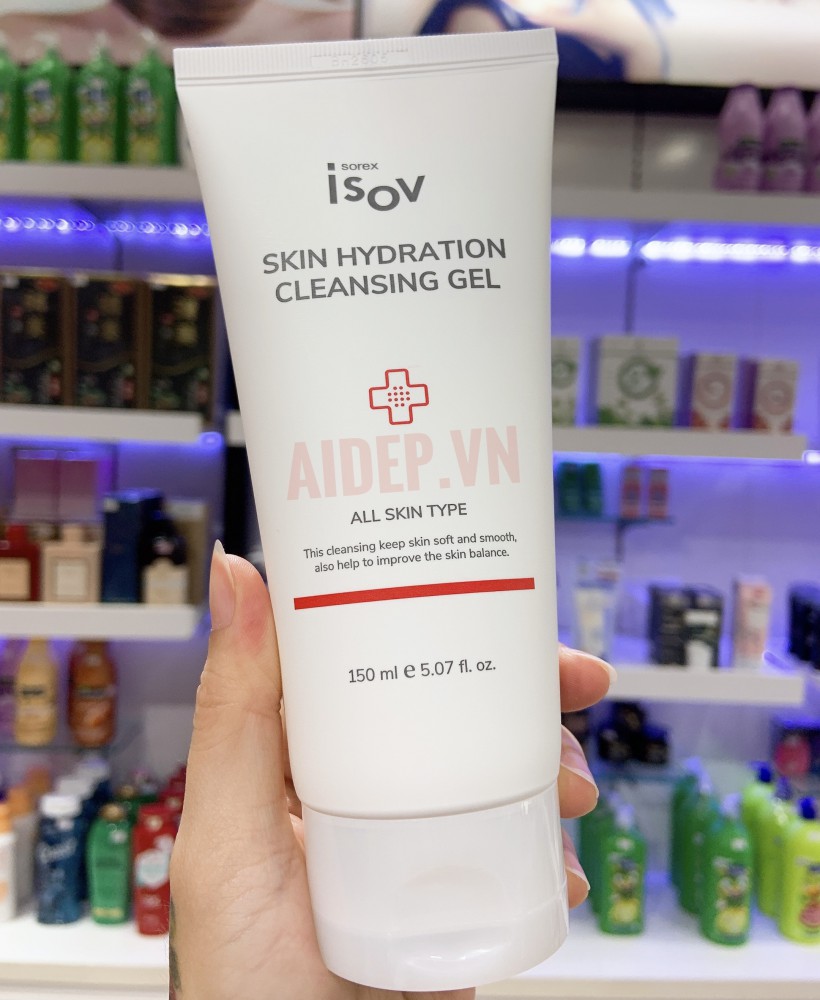 sorex
isov
SKIN HYDRATION
CLEANSING GEL
AIDEP.VN
ALL SKIN TYPE
This cleansing keep skin soft and smooth,
also help to improve the skin balance.
150 ml ℮ 5.07 fl. oz.